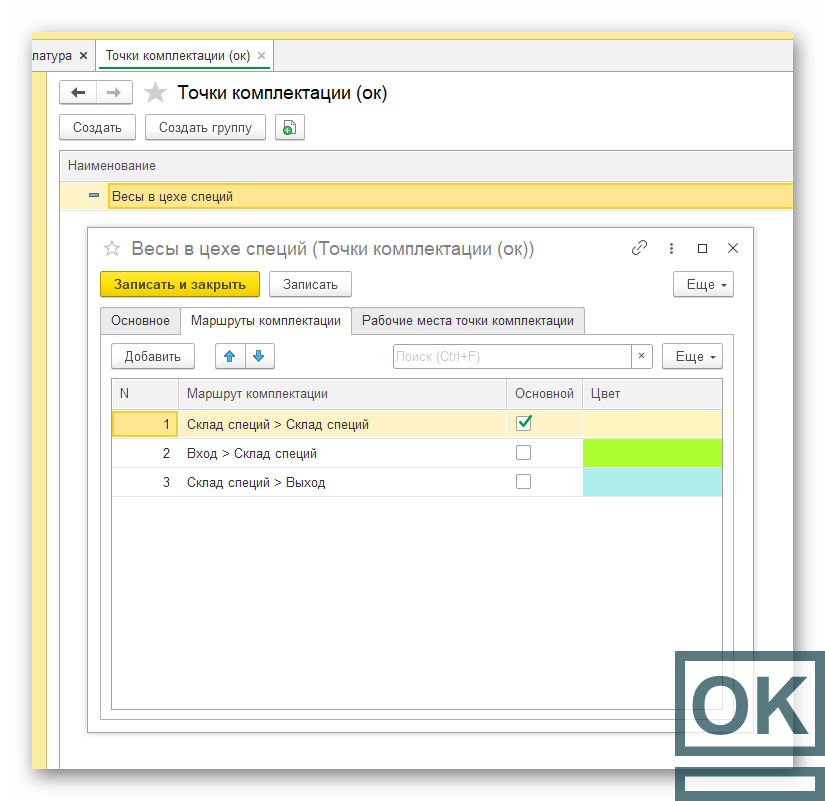 латура ×
Точки комплектации (ок) ×
Точки комплектации (ок)
Создать
Создать группу
Наименование
Весы в цехе специй
Весы в цехе специй (Точки комплектации (ок))
Записать и закрыть
Записать
Еще
Основное
Маршруты комплектации
Рабочие места точки комплектации
Добавить
Поиск (Ctrl+F)
×
Еще
N Маршрут комплектации Основной Цвет
1 Склад специй > Склад специй
2 Вход > Склад специй
3 Склад специй > Выход
OK